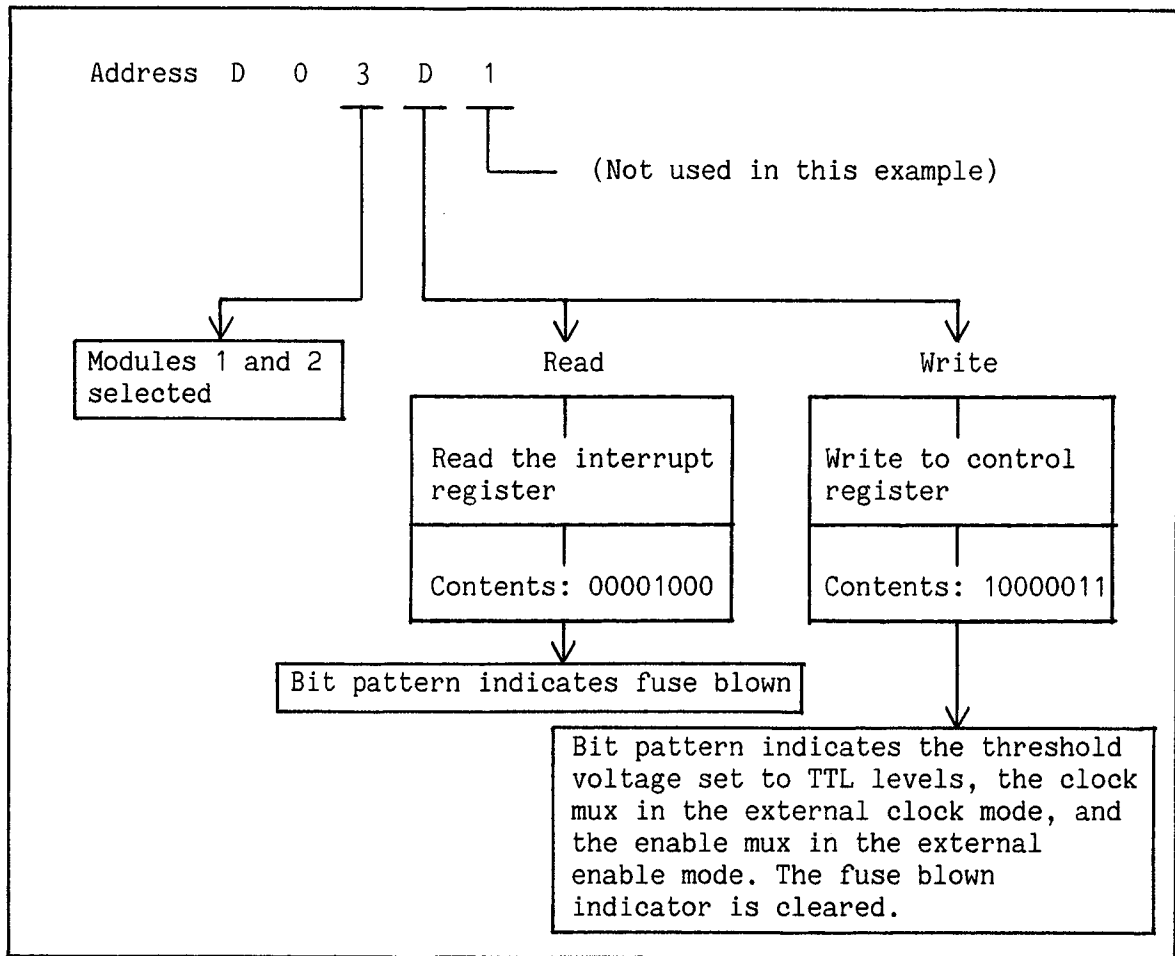 Address D 0 3 D 1
(Not used in this example)
Modules 1 and 2
selected
Read
Write
Read the interrupt
register
Write to control
register
Contents: 00001000
Contents: 10000011
Bit pattern indicates fuse blown
Bit pattern indicates the threshold
voltage set to TTL levels, the clock
mux in the external clock mode, and
the enable mux in the external
enable mode. The fuse blown
indicator is cleared.